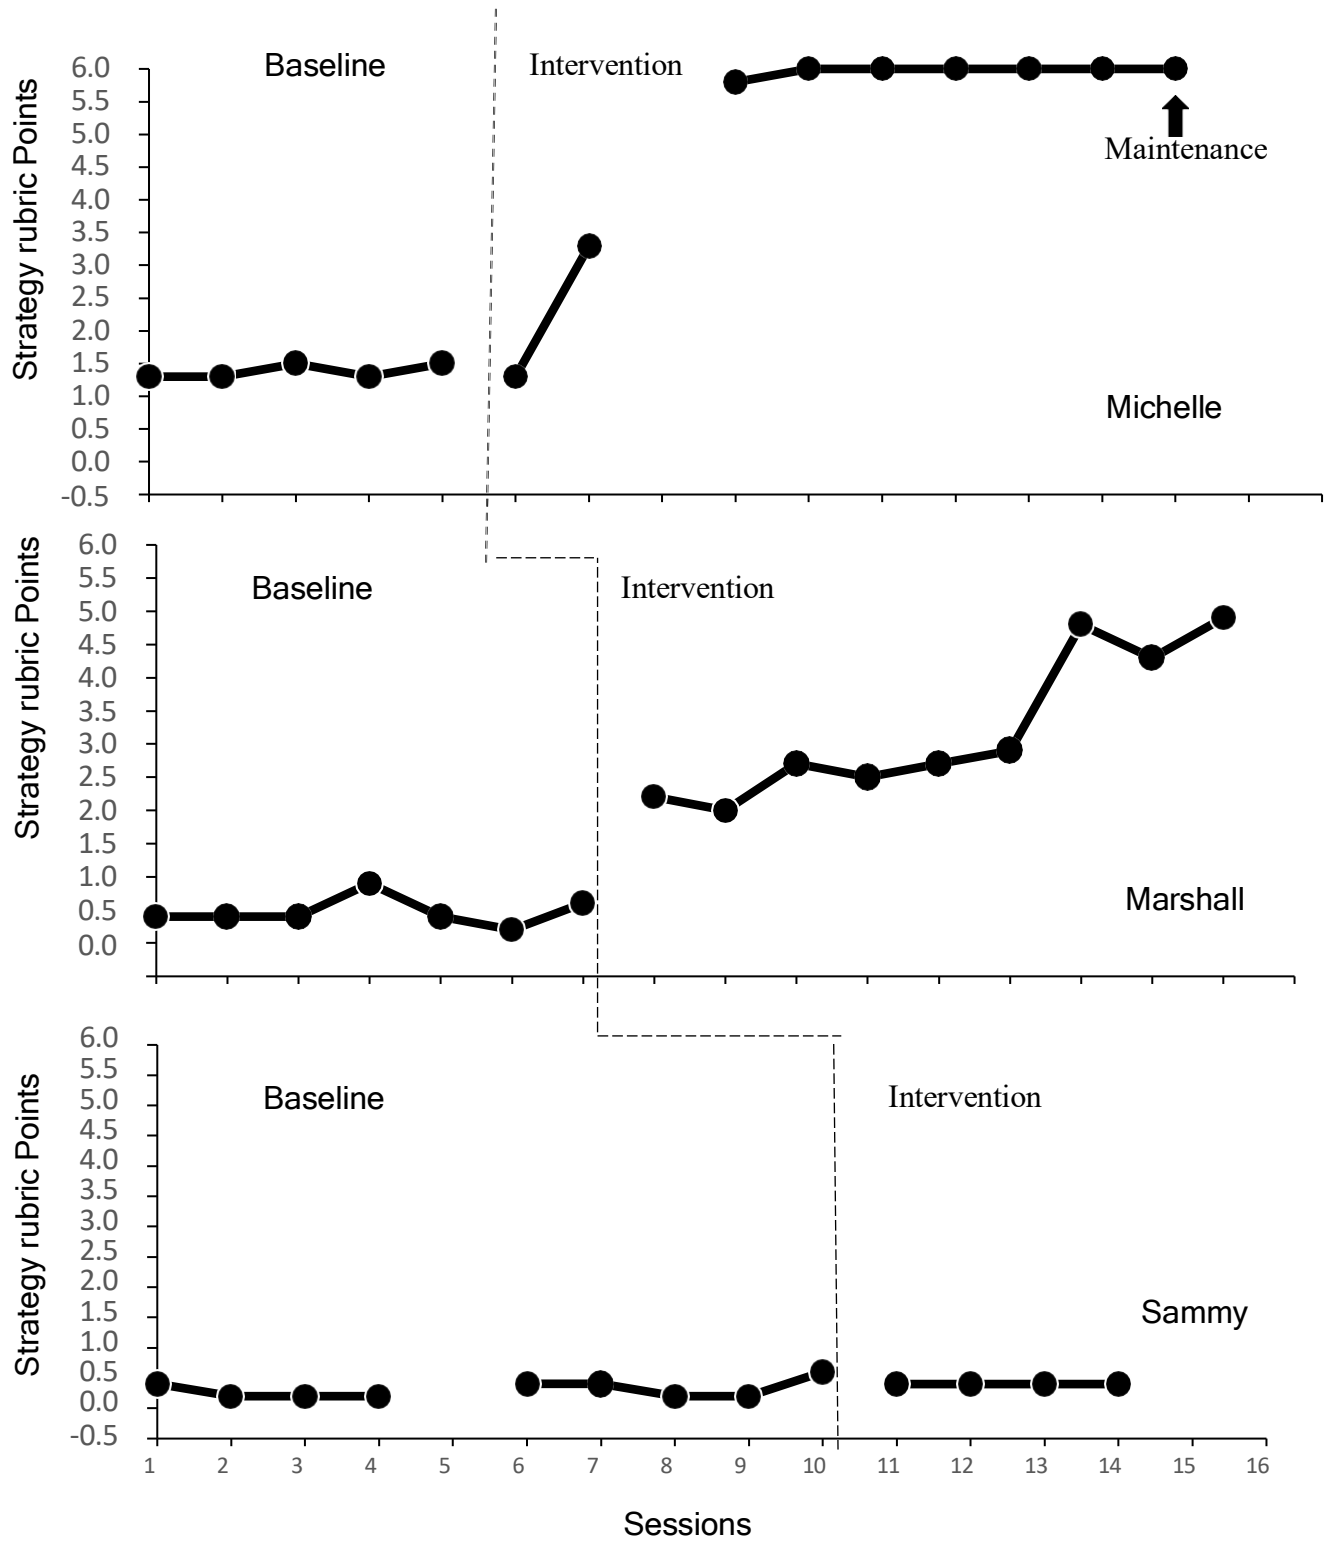 Baseline
Intervention
Strategy rubric Points
6.0
5.5
5.0
4.5
4.0
3.5
3.0
2.5
2.0
1.5
1.0
0.5
0.0
-0.5
Maintenance
Michelle
Baseline
Intervention
Strategy rubric Points
6.0
5.5
5.0
4.5
4.0
3.5
3.0
2.5
2.0
1.5
1.0
0.5
0.0
Marshall
Baseline
Intervention
Strategy rubric Points
6.0
5.5
5.0
4.5
4.0
3.5
3.0
2.5
2.0
1.5
1.0
0.5
0.0
-0.5
Sammy
1 2 3 4 5 6 7 8 9 10 11 12 13 14 15 16
Sessions